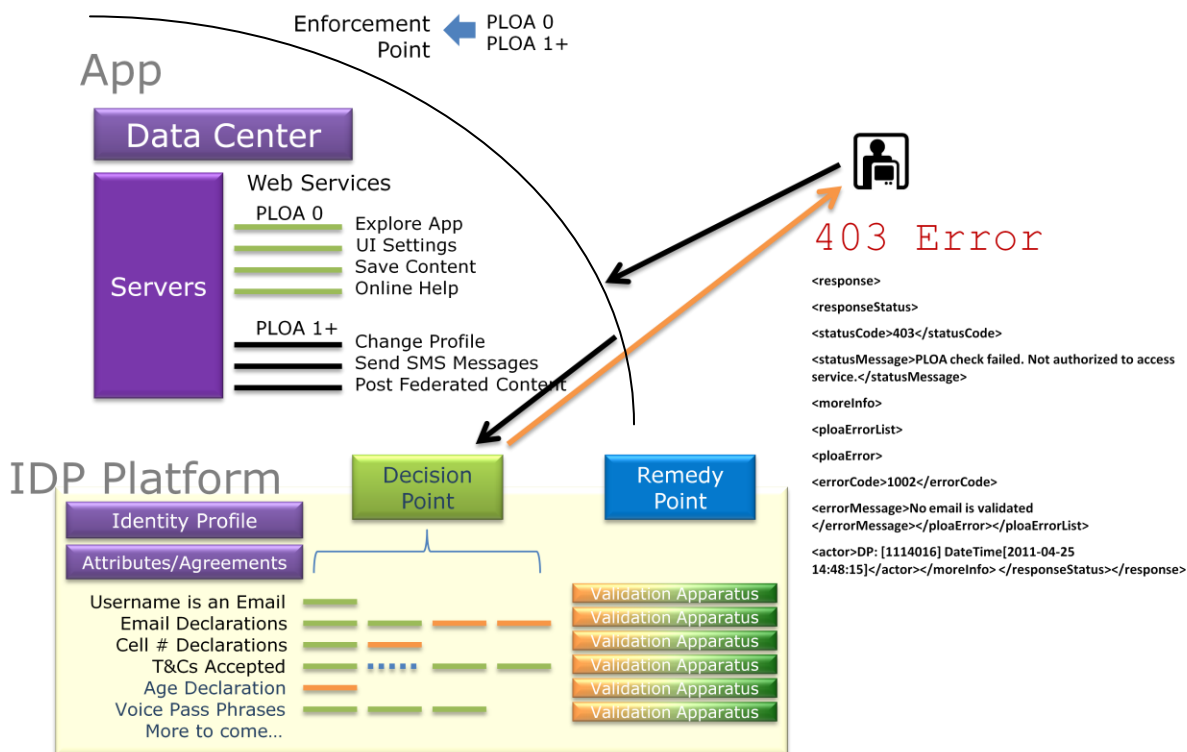 Enforcement
Point
PLOA 0
PLOA 1+
App
Data Center
Servers
Web Services
PLOA 0
Explore App
UI Settings
Save Content
Online Help
PLOA 1+
Change Profile
Send SMS Messages
Post Federated Content
403 Error
<response>
<responseStatus>
<statusCode>403</statusCode>
<statusMessage>PLOA check failed. Not authorized to access
service.</statusMessage>
<moreInfo>
<ploaErrorList>
<ploaError>
<errorCode>1002</errorCode>
<errorMessage>No email is validated
</errorMessage></ploaError></ploaErrorList>
<actor>DP: [1114016] DateTime[2011-04-25
14:48:15]</actor></moreInfo> </responseStatus></response>
IDP Platform
Decision
Point
Remedy
Point
Identity Profile
Attributes/Agreements
Username is an Email
Email Declarations
Cell # Declarations
T&Cs Accepted
Age Declaration
Voice Pass Phrases
More to come…
Validation Apparatus
Validation Apparatus
Validation Apparatus
Validation Apparatus
Validation Apparatus
Validation Apparatus